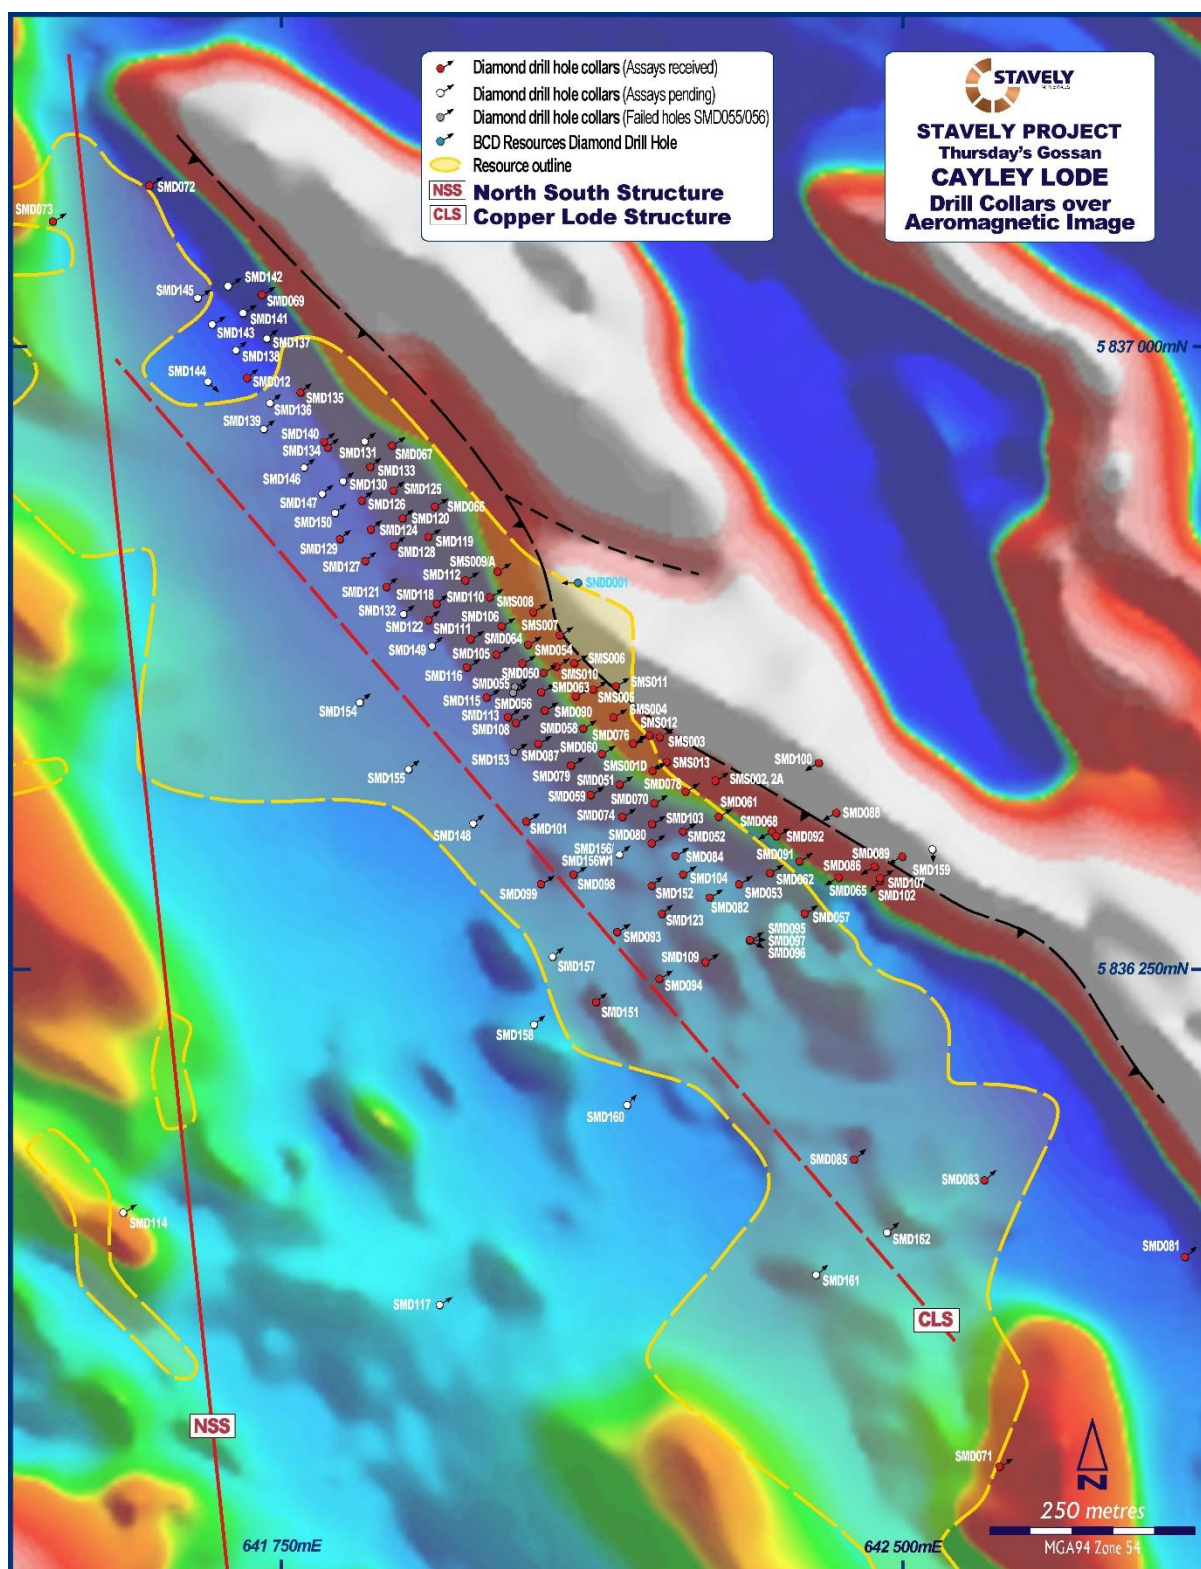 Diamond drill hole collars (Assays received)
Diamond drill hole collars (Assays pending)
Diamond drill hole collars (Failed holes SMD055/056)
BCD Resources Diamond Drill Hole
Resource outline
NSS North South Structure
CLS Copper Lode Structure
STAVELY
MINERALS
STAVELY PROJECT
Thursday's Gossan
CAYLEY LODE
Drill Collars over
Aeromagnetic Image
SMD072
SMD073
SMD142
SMD145
SMD069
SMD141
SMD143
SMD137
5 837 000mN
SMD138
SMD144
SMD012
SMD135
SMD136
SMD139
SMD140
SMD134
SMD131
SMD067
SMD133
SMD146
SMD130
SMD125
SMD147
SMD126
SMD066
SMD150
SMD120
SMD124
SMD119
SMD129
SMD128
SMD127
SMS009/A
SMD112
SNDD001
SMD121
SMD118
SMD110
SMS008
SMD132
SMD106
SMS007
SMD122
SMD111
SMD064
SMD054
SMD149
SMD105
SMS006
SMD116
SMD050
SMS010
SMD055
SMD063
SMS011
SMD115
SMD056
SMS005
SMD154
SMD113
SMD090
SMS004
SMD108
SMD058
SMD076
SMS012
SMS003
SMD153
SMD087
SMD060
SMD155
SMD079
SMS001D
SMS013
SMD100
SMD051
SMD078
SMS002, 2A
SMD059
SMD070
SMD148
SMD101
SMD074
SMD103
SMD061
SMD088
SMD080
SMD052
SMD068
SMD092
SMD156/
SMD156W1
SMD084
SMD091
SMD086
SMD089
SMD159
SMD099
SMD098
SMD152
SMD104
SMD053
SMD062
SMD065
SMD107
SMD102
SMD082
SMD123
SMD057
SMD093
SMD095
SMD097
SMD096
SMD157
SMD109
SMD094
5 836 250mN
SMD151
SMD158
SMD160
SMD085
SMD083
SMD114
SMD162
SMD081
SMD161
SMD117
CLS
NSS
SMD071
N
250 metres
MGA94 Zone 54
641 750mE
642 500mE